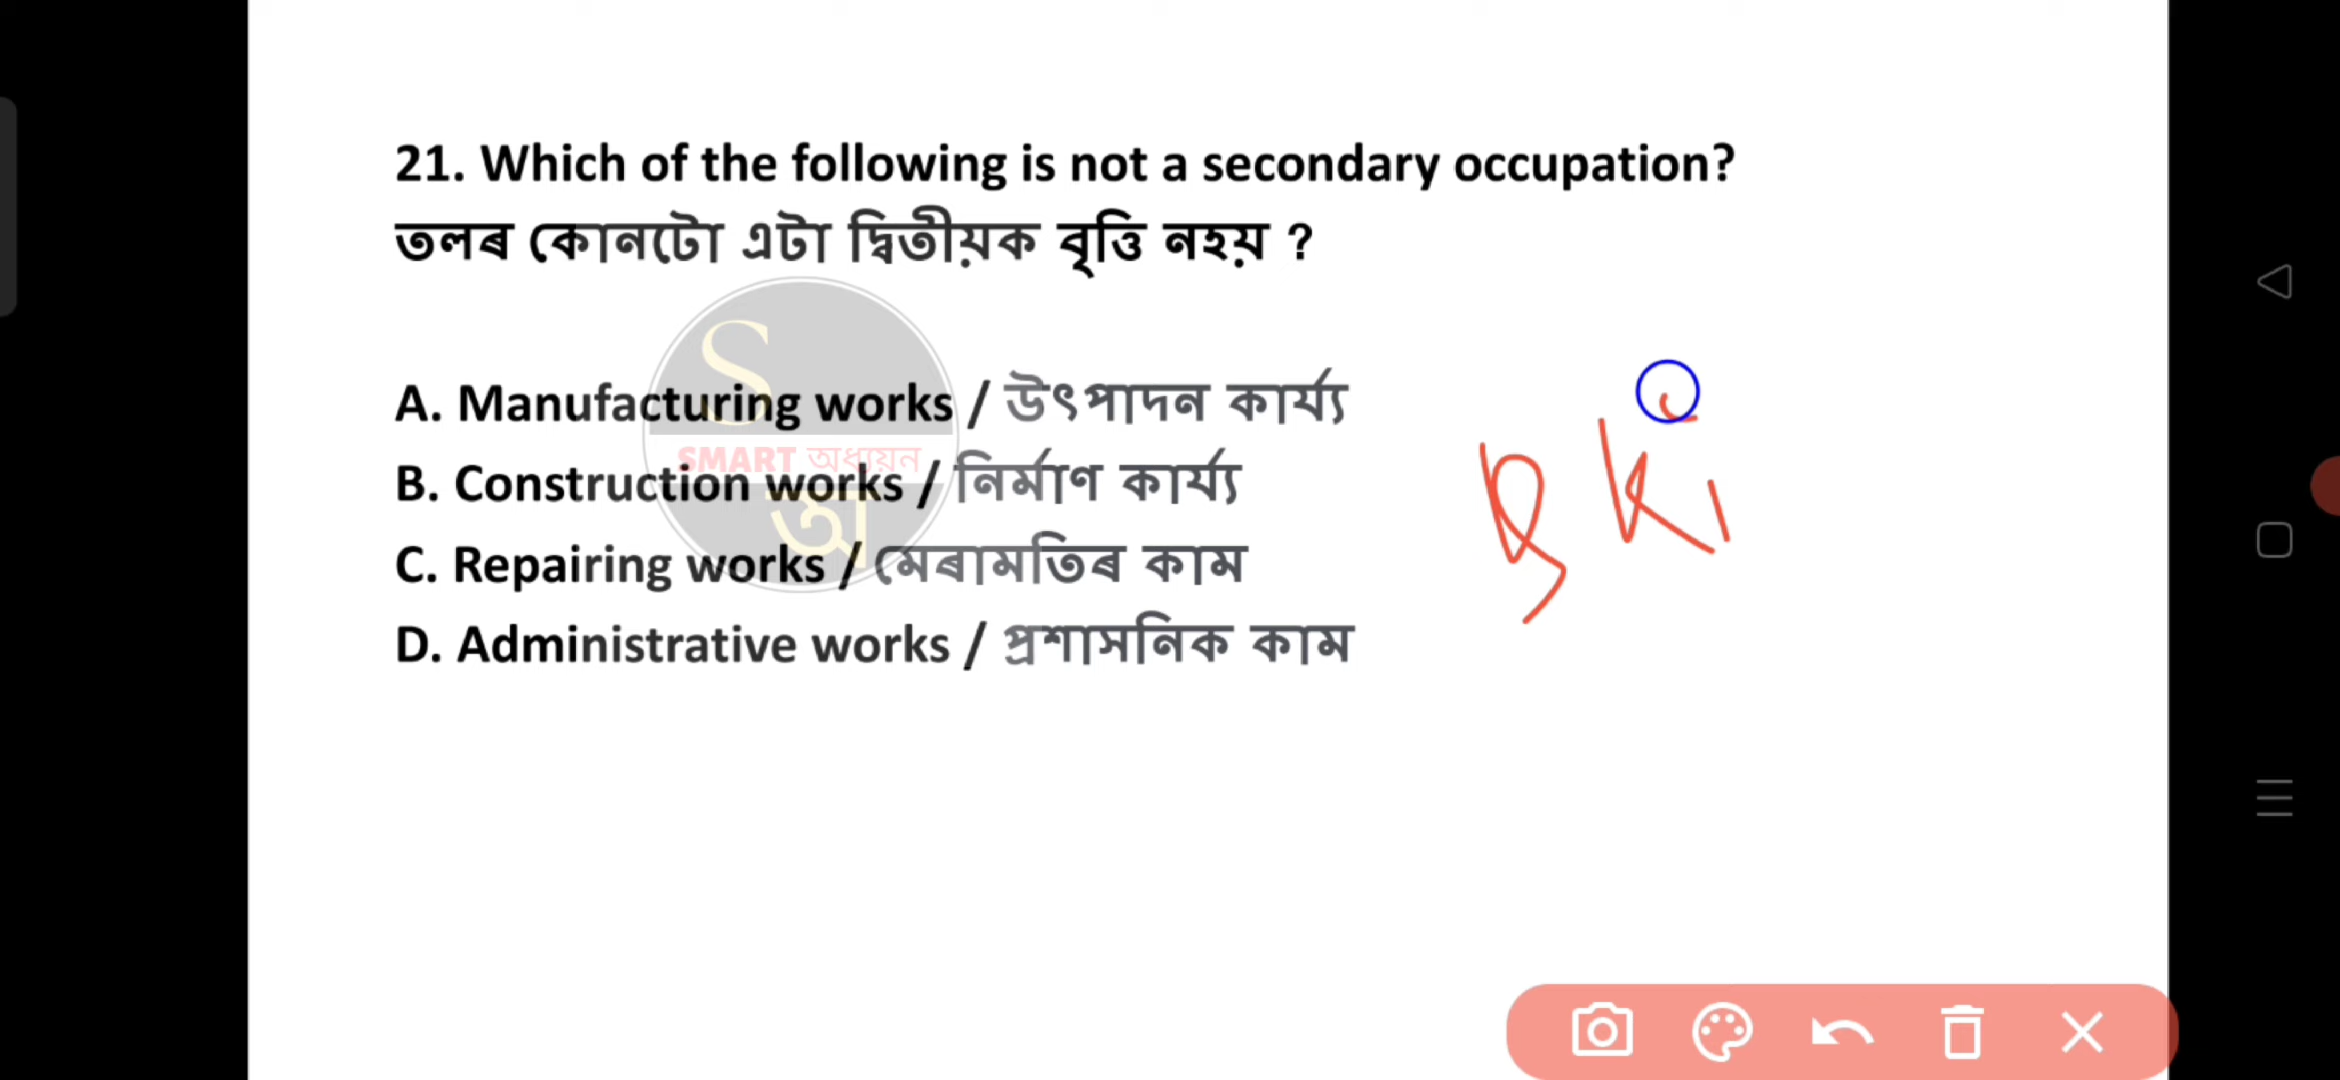 21. Which of the following is not a secondary occupation?
তলৰ কোনটো এটা দ্বিতীয়ক বৃত্তি নহয় ?
A. Manufacturing works / উৎপাদন কাৰ্য্য
B. Construction works / নিৰ্মাণ কাৰ্য্য
C. Repairing works / মেৰামতিৰ কাম
D. Administrative works / প্ৰশাসনিক কাম
S
SMART অধ্যয়ন
অ